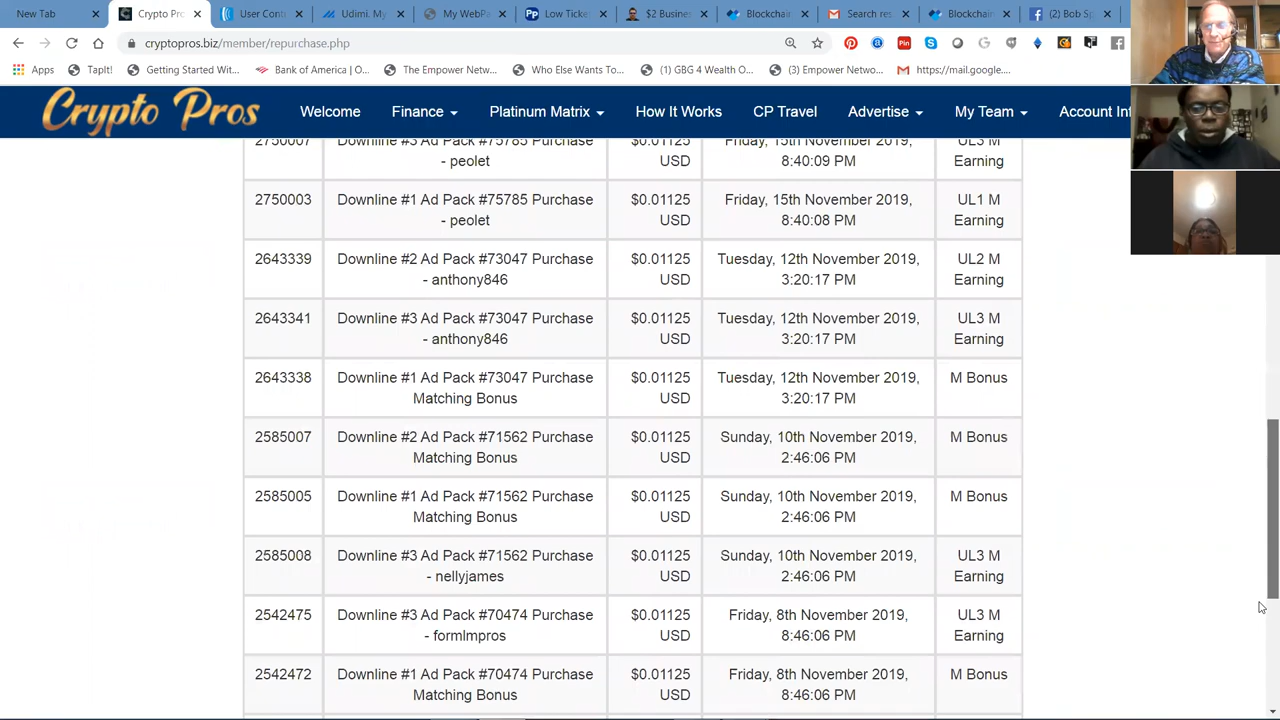 New Tab
Crypto Pro
User Cont
Udimi. My
My WebPa
Low Ticke
$2 Busine
Blockchain
Search res
Blockchain
(2) Bob Sp
cryptopros.biz/member/repurchase.php
Apps
TapIt!
Getting Started Wit...
Bank of America | O...
The Empower Netw...
Who Else Wants To...
(1) GBG 4 Wealth O...
(3) Empower Netwo...
https://mail.google....
Crypto Pros
Welcome
Finance
Platinum Matrix
How It Works
CP Travel
Advertise
My Team
Account Inf
2750007 Downline #3 Ad Pack #75785 Purchase $0.01125 Friday, 15th November 2019, UL3 M
- peolet USD 8:40:09 PM Earning
2750003 Downline #1 Ad Pack #75785 Purchase $0.01125 Friday, 15th November 2019, UL1 M
- peolet USD 8:40:08 PM Earning
2643339 Downline #2 Ad Pack #73047 Purchase $0.01125 Tuesday, 12th November 2019, UL2 M
- anthony846 USD 3:20:17 PM Earning
2643341 Downline #3 Ad Pack #73047 Purchase $0.01125 Tuesday, 12th November 2019, UL3 M
- anthony846 USD 3:20:17 PM Earning
2643338 Downline #1 Ad Pack #73047 Purchase $0.01125 Tuesday, 12th November 2019, M Bonus
Matching Bonus USD 3:20:17 PM
2585007 Downline #2 Ad Pack #71562 Purchase $0.01125 Sunday, 10th November 2019, M Bonus
Matching Bonus USD 2:46:06 PM
2585005 Downline #1 Ad Pack #71562 Purchase $0.01125 Sunday, 10th November 2019, M Bonus
Matching Bonus USD 2:46:06 PM
2585008 Downline #3 Ad Pack #71562 Purchase $0.01125 Sunday, 10th November 2019, UL3 M
- nellyjames USD 2:46:06 PM Earning
2542475 Downline #3 Ad Pack #70474 Purchase $0.01125 Friday, 8th November 2019, UL3 M
- formlmpros USD 8:46:06 PM Earning
2542472 Downline #1 Ad Pack #70474 Purchase $0.01125 Friday, 8th November 2019, M Bonus
Matching Bonus USD 8:46:06 PM